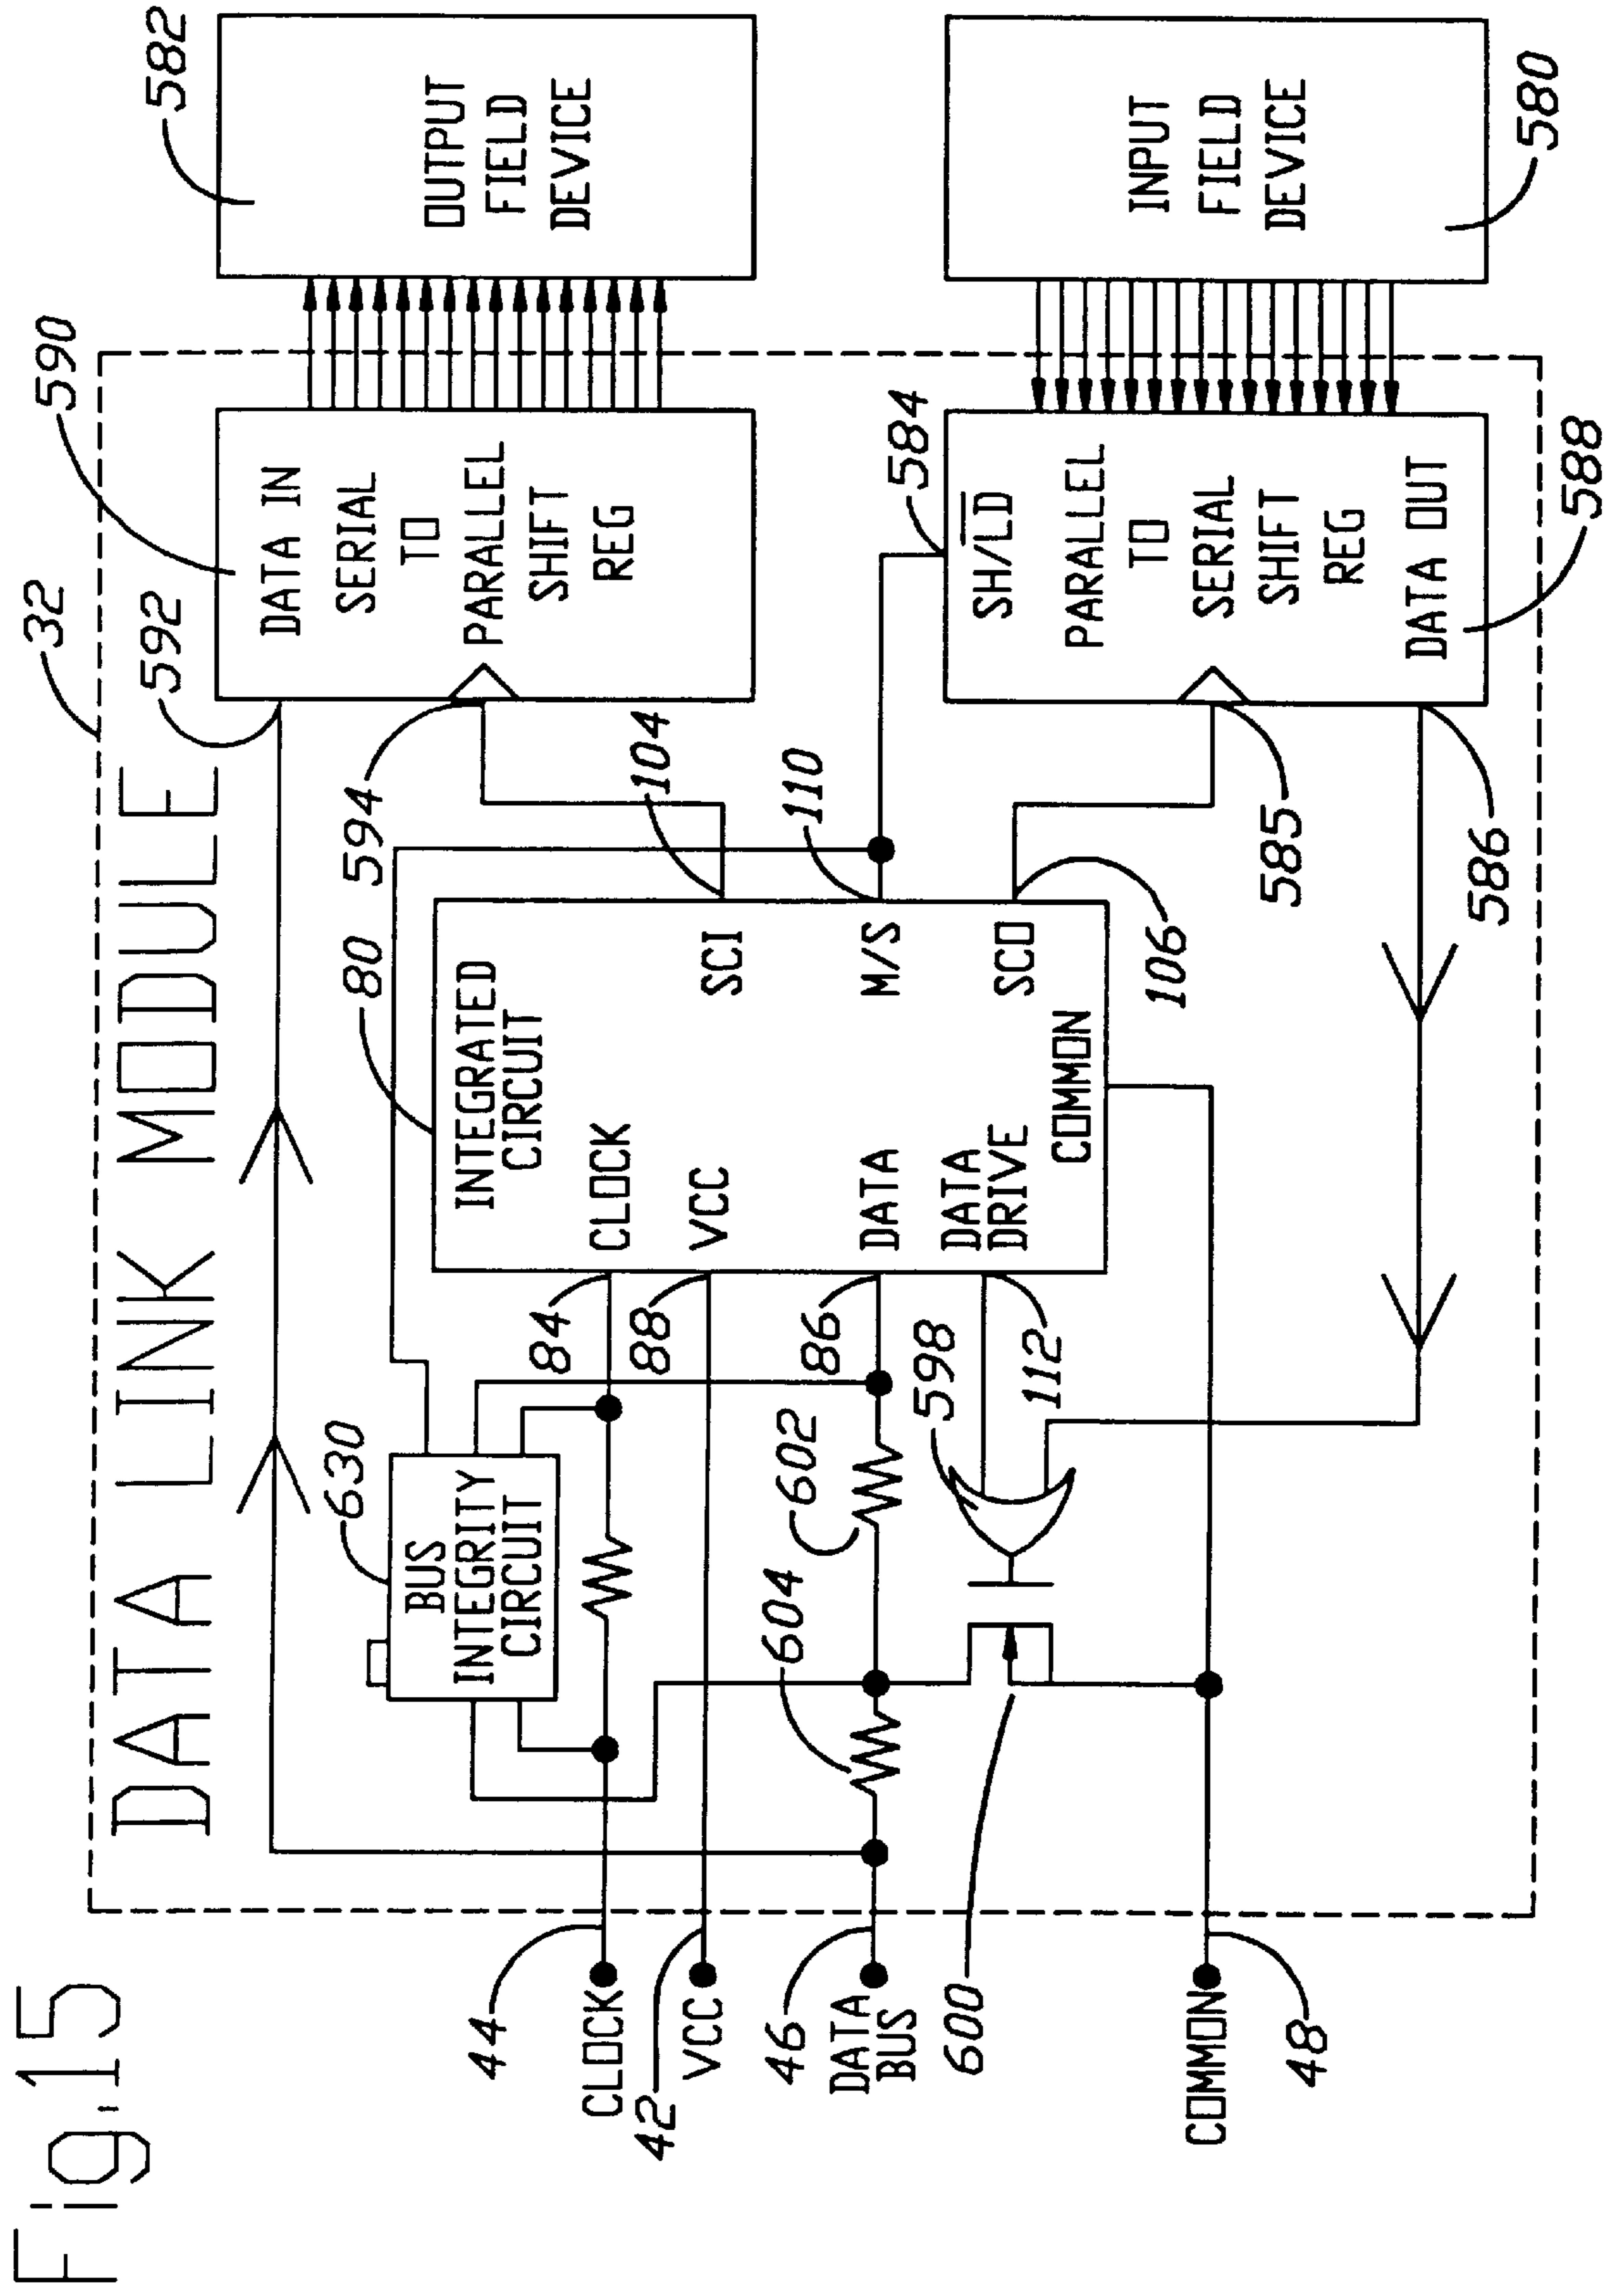 Fig.15
DATA LINK MODULE
32
590
582
592
DATA IN
SERIAL
TO
PARALLEL
SHIFT
REG
OUTPUT
FIELD
DEVICE
594
104
110
80
630
BUS
INTEGRITY
CIRCUIT
INTEGRATED
CIRCUIT
CLOCK
VCC
DATA
DATA
DRIVE
COMMON
SCI
M/S
SCO
84
88
86
598
112
602
604
106
44
CLOCK
42
VCC
46
DATA
BUS
600
COMMON
48
584
SH/LD
PARALLEL
TO
SERIAL
SHIFT
REG
DATA OUT
585
586
588
INPUT
FIELD
DEVICE
580